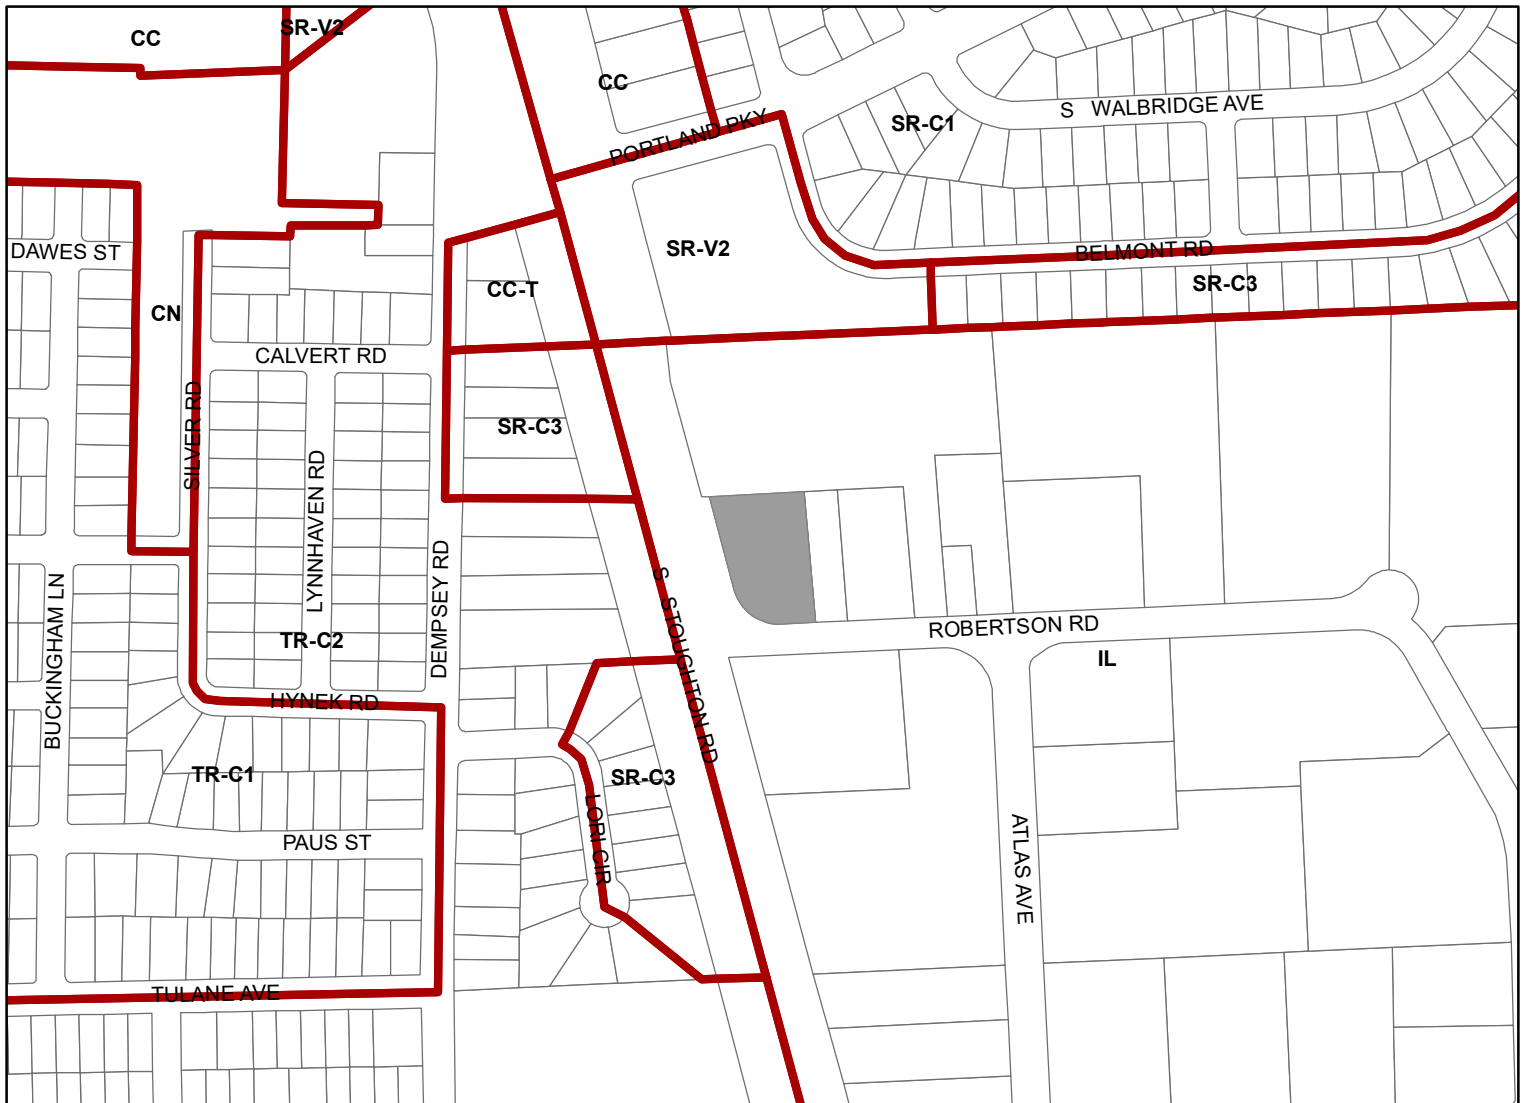 SR-V2
CC
CC
S WALBRIDGE AVE
SR-C1
PORTLAND PKY
SR-V2
DAWES ST
BELMONT RD
SR-C3
CC-T
CN
CALVERT RD
SILVER RD
SR-C3
LYNNHAVEN RD
DEMPSEY RD
BUCKINGHAM LN
S STOUGHTON RD
ROBERTSON RD
TR-C2
IL
HYNEK RD
TR-C1
SR-C3
LORI CIR
PAUS ST
ATLAS AVE
TULANE AVE